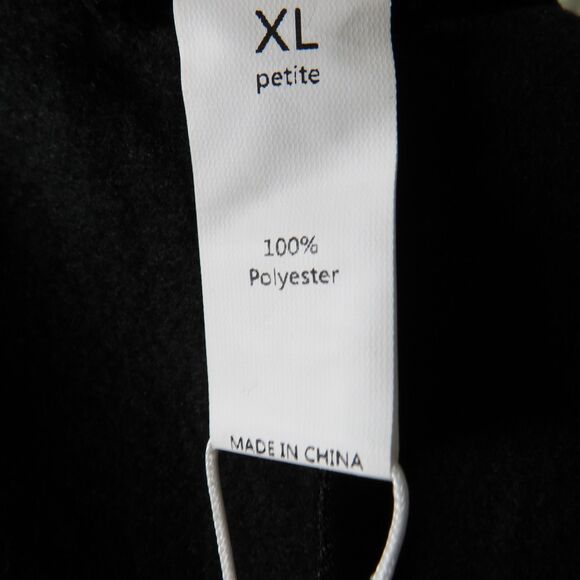 XL
petite
100%
Polyester
MADE IN CHINA